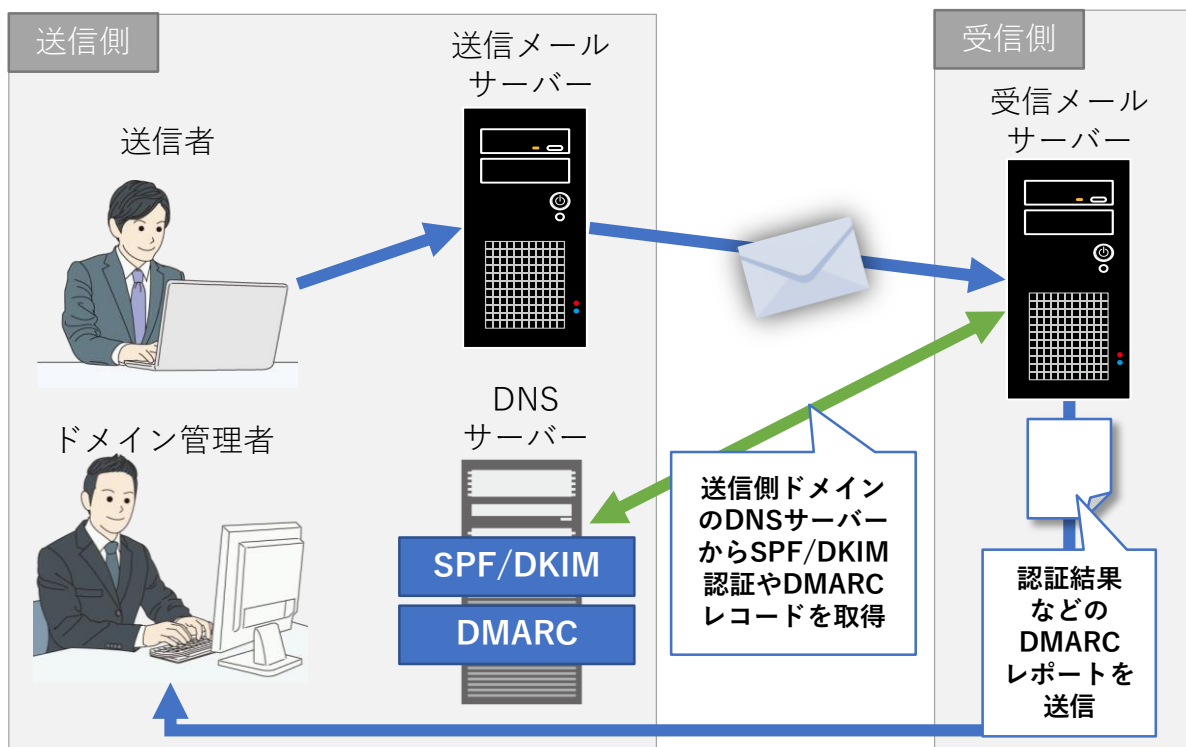 送信側
送信メール
サーバー
送信者
ドメイン管理者
DNS
サーバー
SPF/DKIM
DMARC
送信側ドメイン
のDNSサーバー
からSPF/DKIM
認証やDMARC
レコードを取得
受信側
受信メール
サーバー
認証結果
などの
DMARC
レポートを
送信